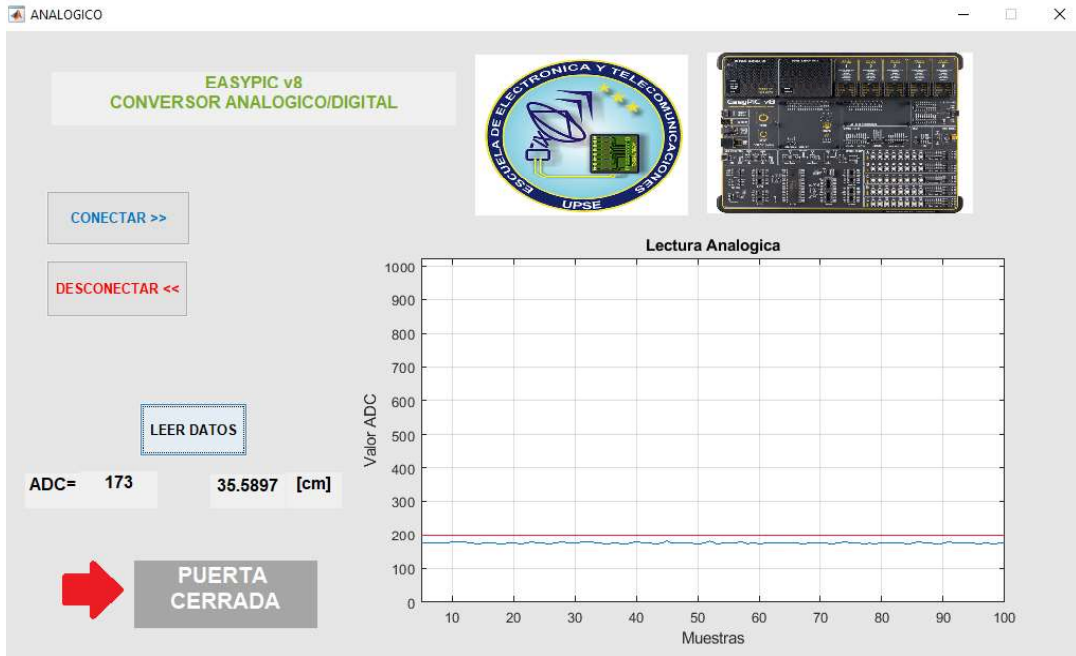 ANALOGICO
EASYPIC v8
CONVERSOR ANALOGICO/DIGITAL
ESCUELA DE ELECTRONICA Y TELECOMUNICACIONES
UPSE
EasyPIC v8
CONECTAR >>
DESCONECTAR <<
LEER DATOS
ADC= 173 35.5897 [cm]
PUERTA
CERRADA
Lectura Analogica
Valor ADC
1000
900
800
700
600
500
400
300
200
100
0
10 20 30 40 50 60 70 80 90 100
Muestras